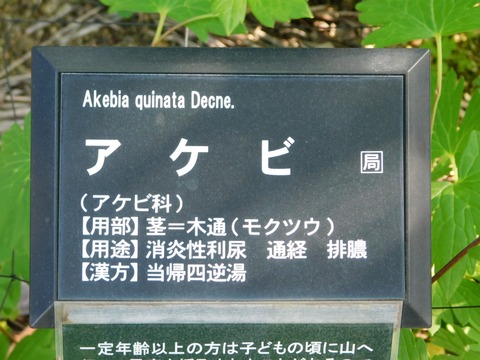 Akebia quinata Decne.
アケビ 局
(アケビ科)
【用部】茎=木通(モクツウ)
【用途】消炎性利尿 通経 排膿
【漢方】当帰四逆湯
一定年齢以上の方は子どもの頃に山へ